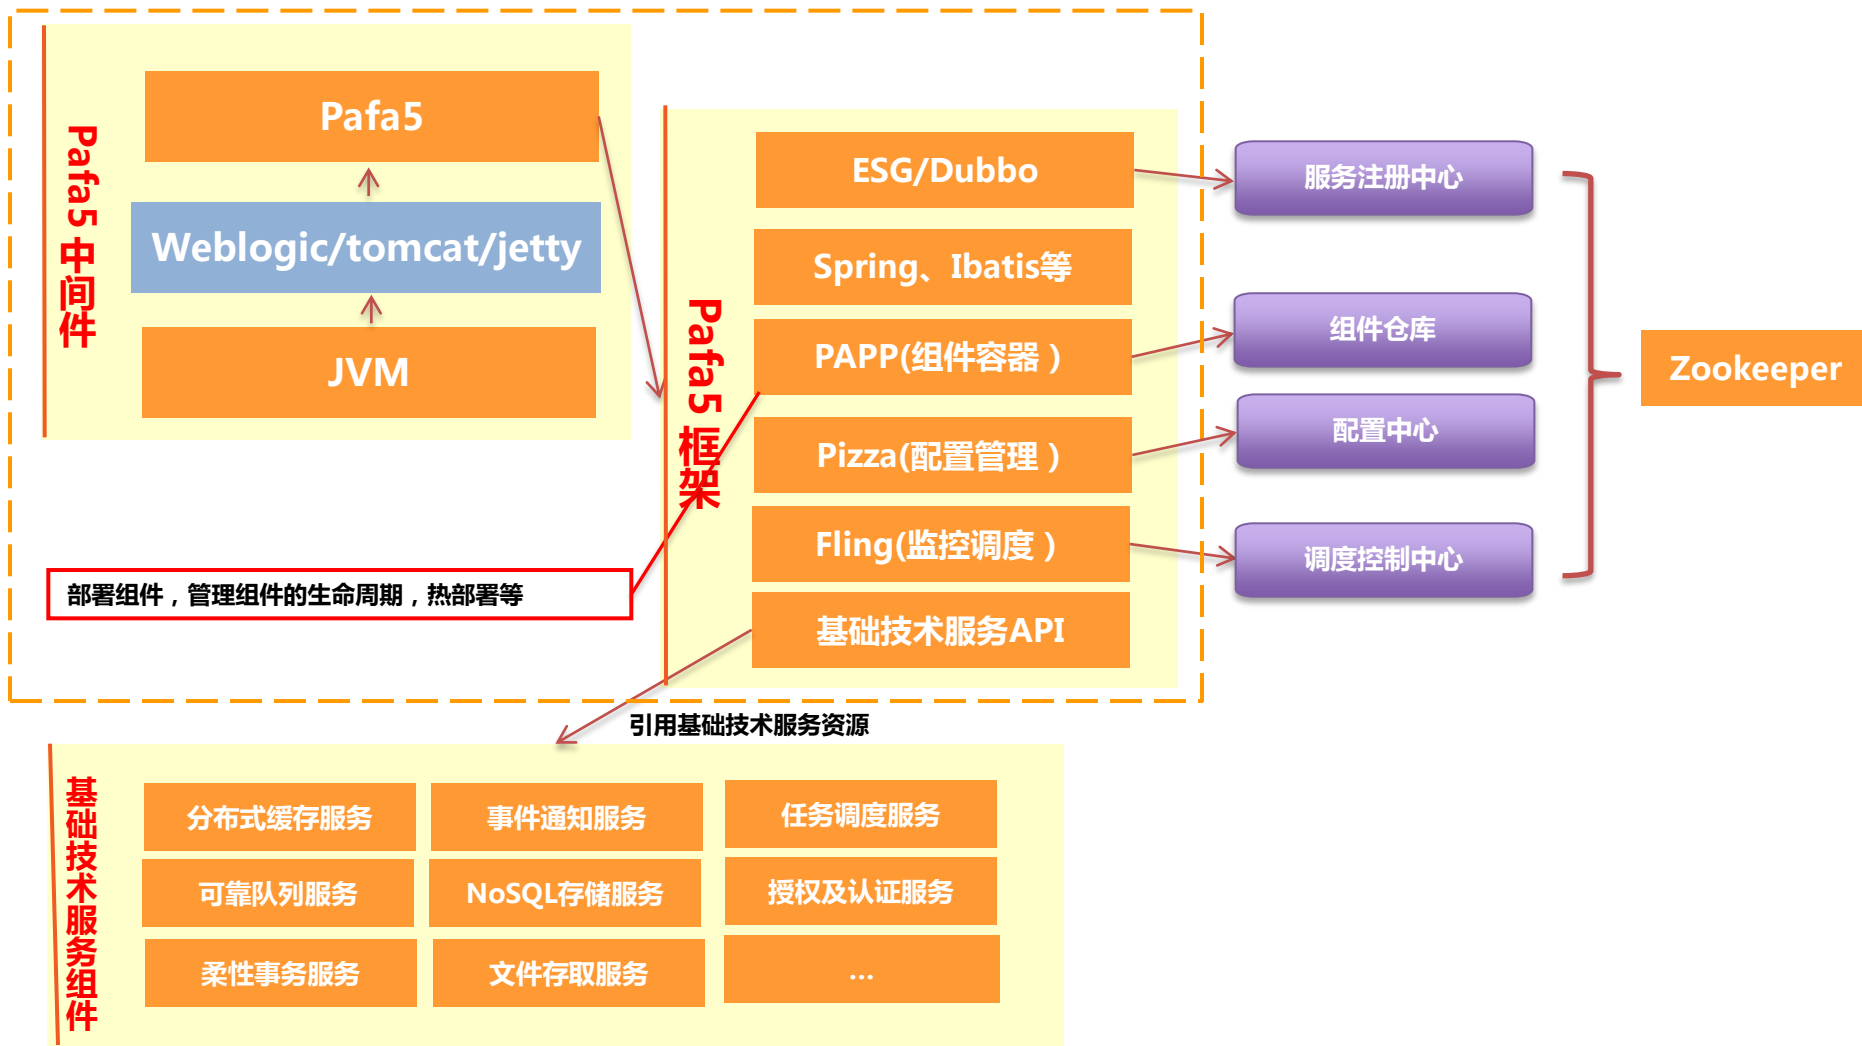 Pafa5 中间件
Pafa5
Weblogic/tomcat/jetty
JVM
Pafa5 框架
ESG/Dubbo
Spring、Ibatis等
PAPP(组件容器）
Pizza(配置管理）
Fling(监控调度）
基础技术服务API
服务注册中心
组件仓库
配置中心
调度控制中心
Zookeeper
部署组件，管理组件的生命周期，热部署等
引用基础技术服务资源
基础技术服务组件
分布式缓存服务
事件通知服务
任务调度服务
可靠队列服务
NoSQL存储服务
授权及认证服务
柔性事务服务
文件存取服务
...